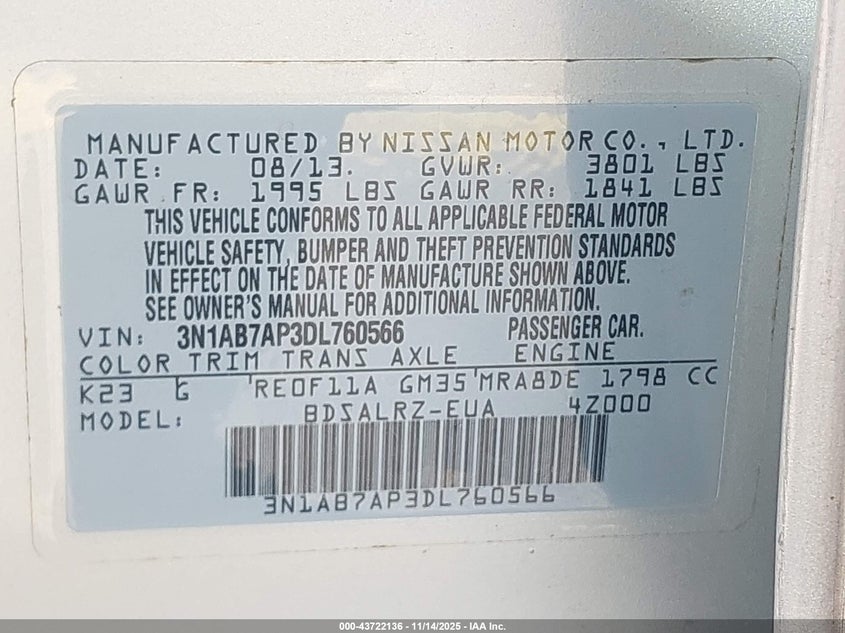 MANUFACTURED BY NISSAN MOTOR CO., LTD.
DATE: 08/13. GVWR: 3801 LBS
GAWR FR: 1995 LBS GAWR RR: 1841 LBS
THIS VEHICLE CONFORMS TO ALL APPLICABLE FEDERAL MOTOR
VEHICLE SAFETY, BUMPER AND THEFT PREVENTION STANDARDS
IN EFFECT ON THE DATE OF MANUFACTURE SHOWN ABOVE.
SEE OWNER'S MANUAL FOR ADDITIONAL INFORMATION.
VIN: 3N1AB7AP3DL760566 PASSENGER CAR.
COLOR TRIM TRANS AXLE ENGINE
K23 G RE0F11A GM35 MRA8DE 1798 CC
MODEL: BDSALRZ-EUA 4Z000
3N1AB7AP3DL760566
000-43722136 - 11/14/2025 - IAA Inc.